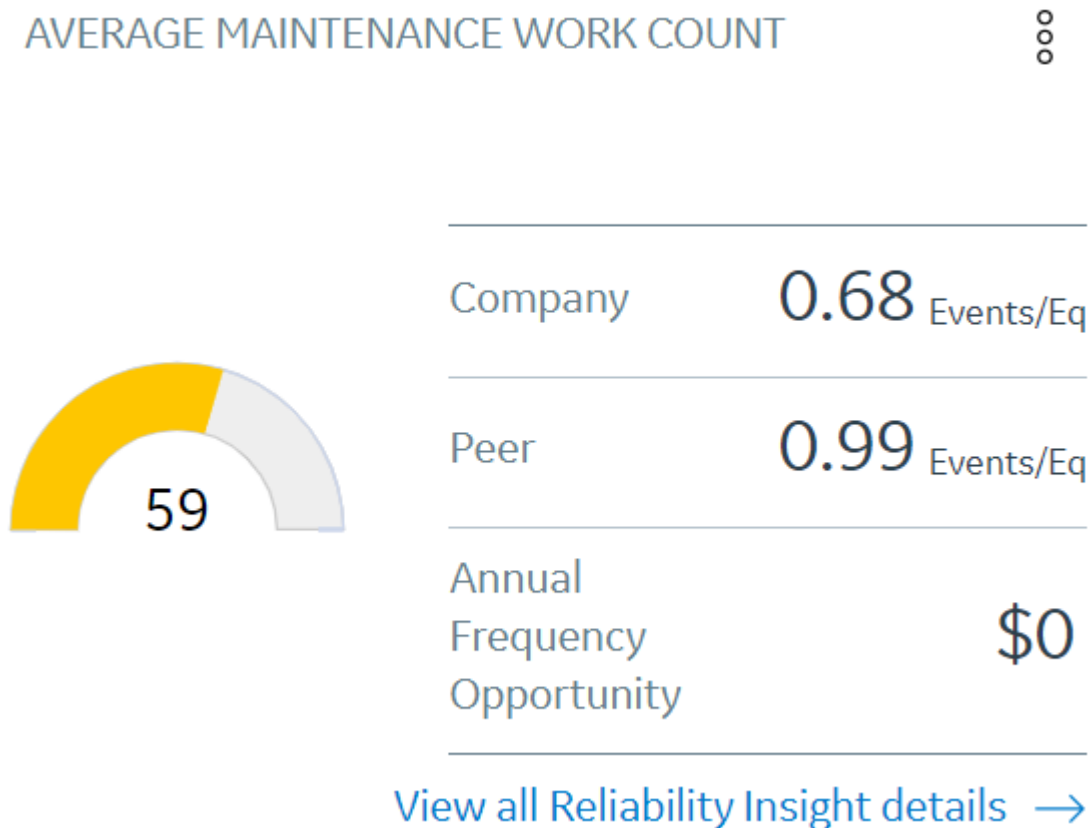 AVERAGE MAINTENANCE WORK COUNT
Company 0.68 Events/Eq
Peer 0.99 Events/Eq
59
Annual
Frequency
Opportunity
$0
View all Reliability Insight details →